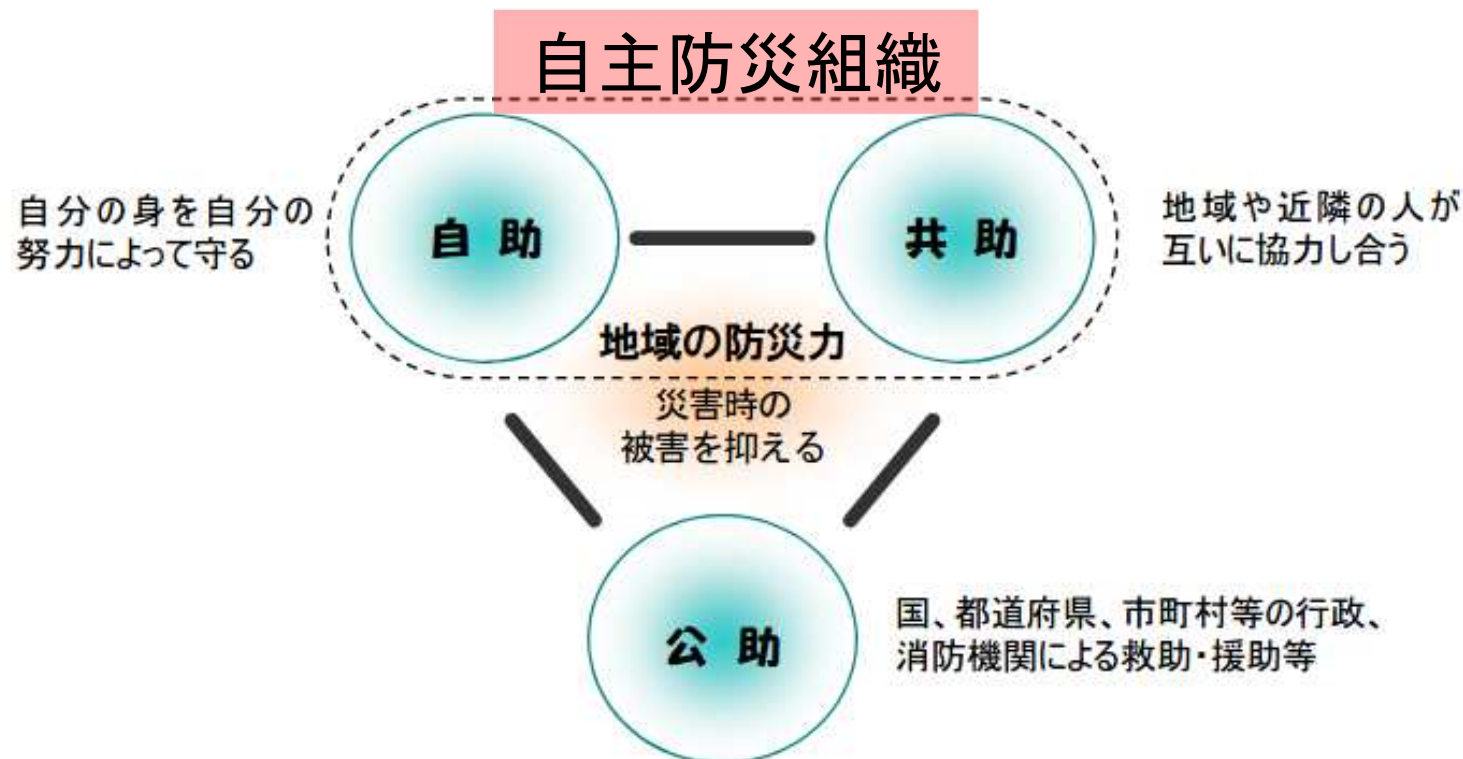 自主防災組織
自分の身を自分の
努力によって守る
自助
共助
地域や近隣の人が
互いに協力し合う
地域の防災力
災害時の
被害を抑える
公助
国、都道府県、市町村等の行政、
消防機関による救助・援助等